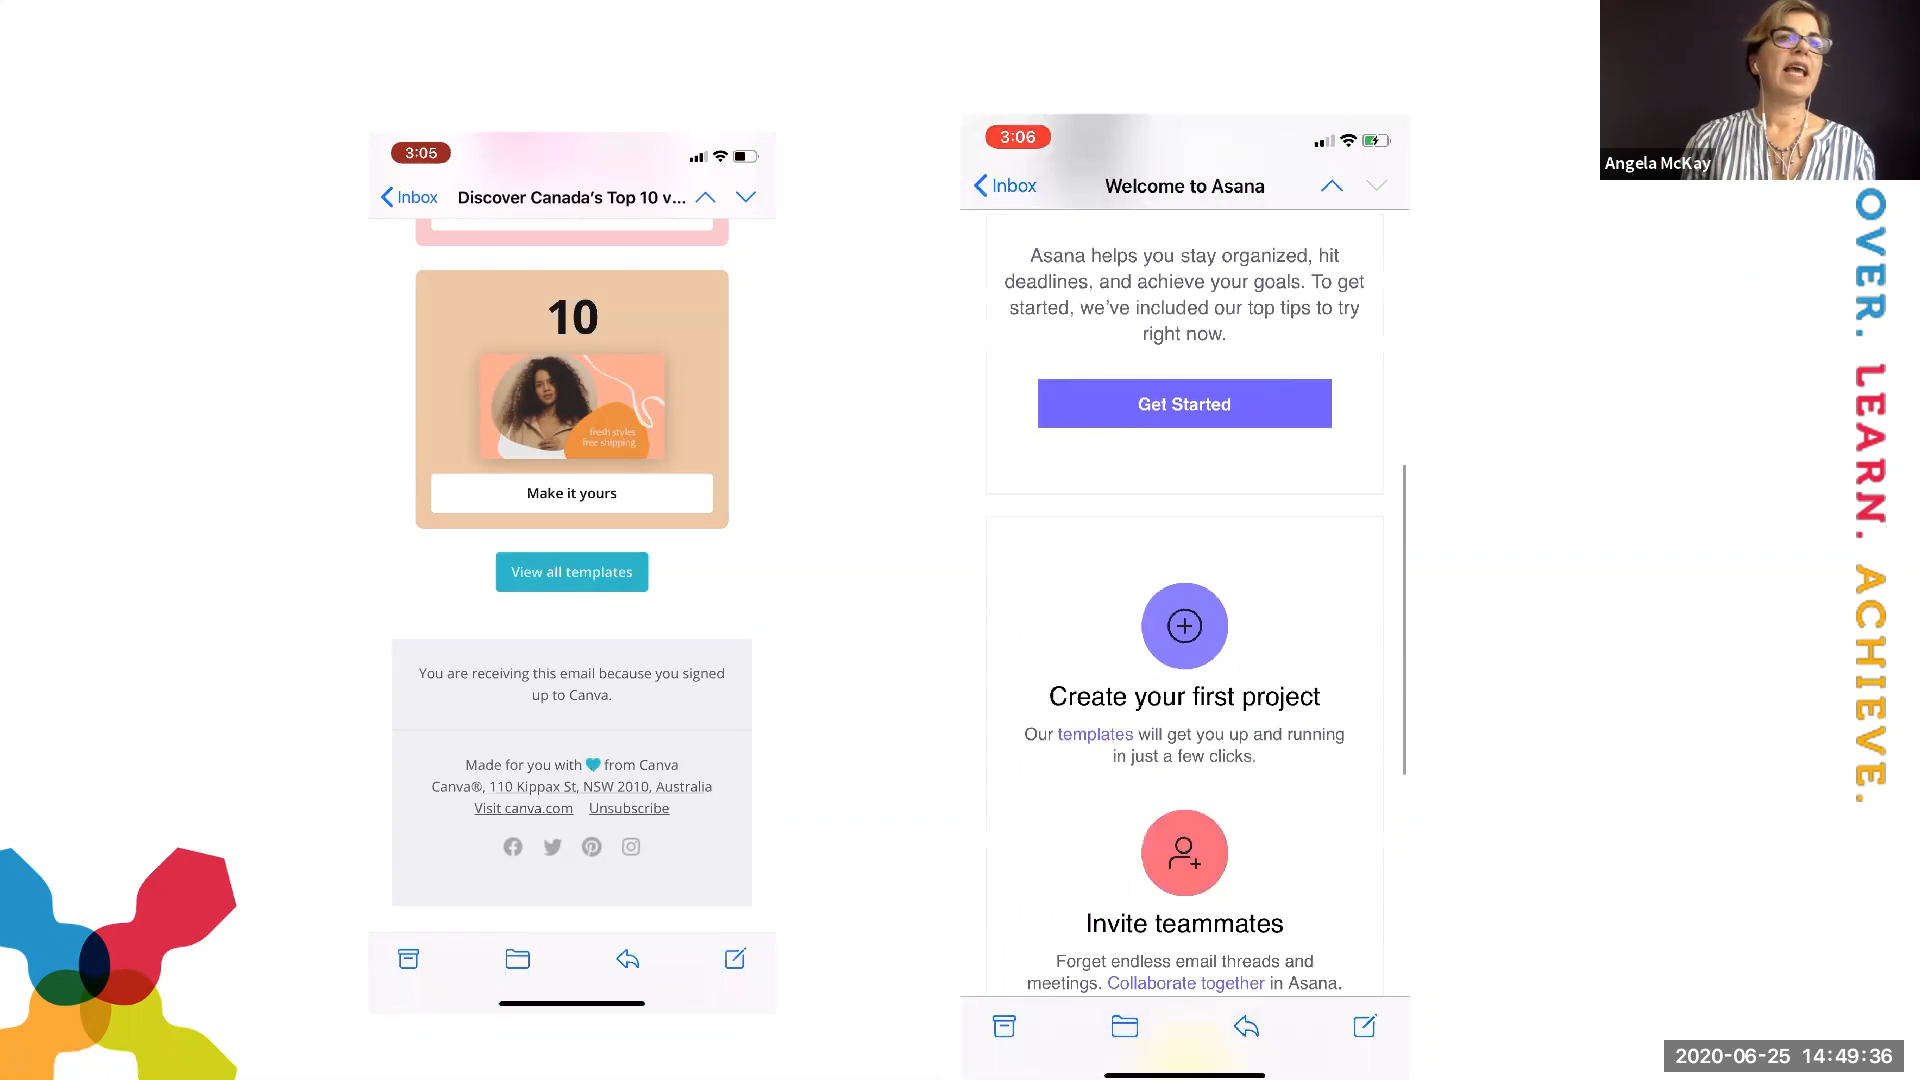 3:05
Inbox
Discover Canada's Top 10 v...
10
fresh styles
free shipping
Make it yours
View all templates
You are receiving this email because you signed
up to Canva.
Made for you with 💙 from Canva
Canva®, 110 Kippax St, NSW 2010, Australia
Visit canva.com Unsubscribe
3:06
Inbox
Welcome to Asana
Asana helps you stay organized, hit
deadlines, and achieve your goals. To get
started, we've included our top tips to try
right now.
Get Started
Create your first project
Our templates will get you up and running
in just a few clicks.
Invite teammates
Forget endless email threads and
meetings. Collaborate together in Asana.
Angela McKay
OVER. LEARN. ACHIEVE.
2020-06-25 14:49:36